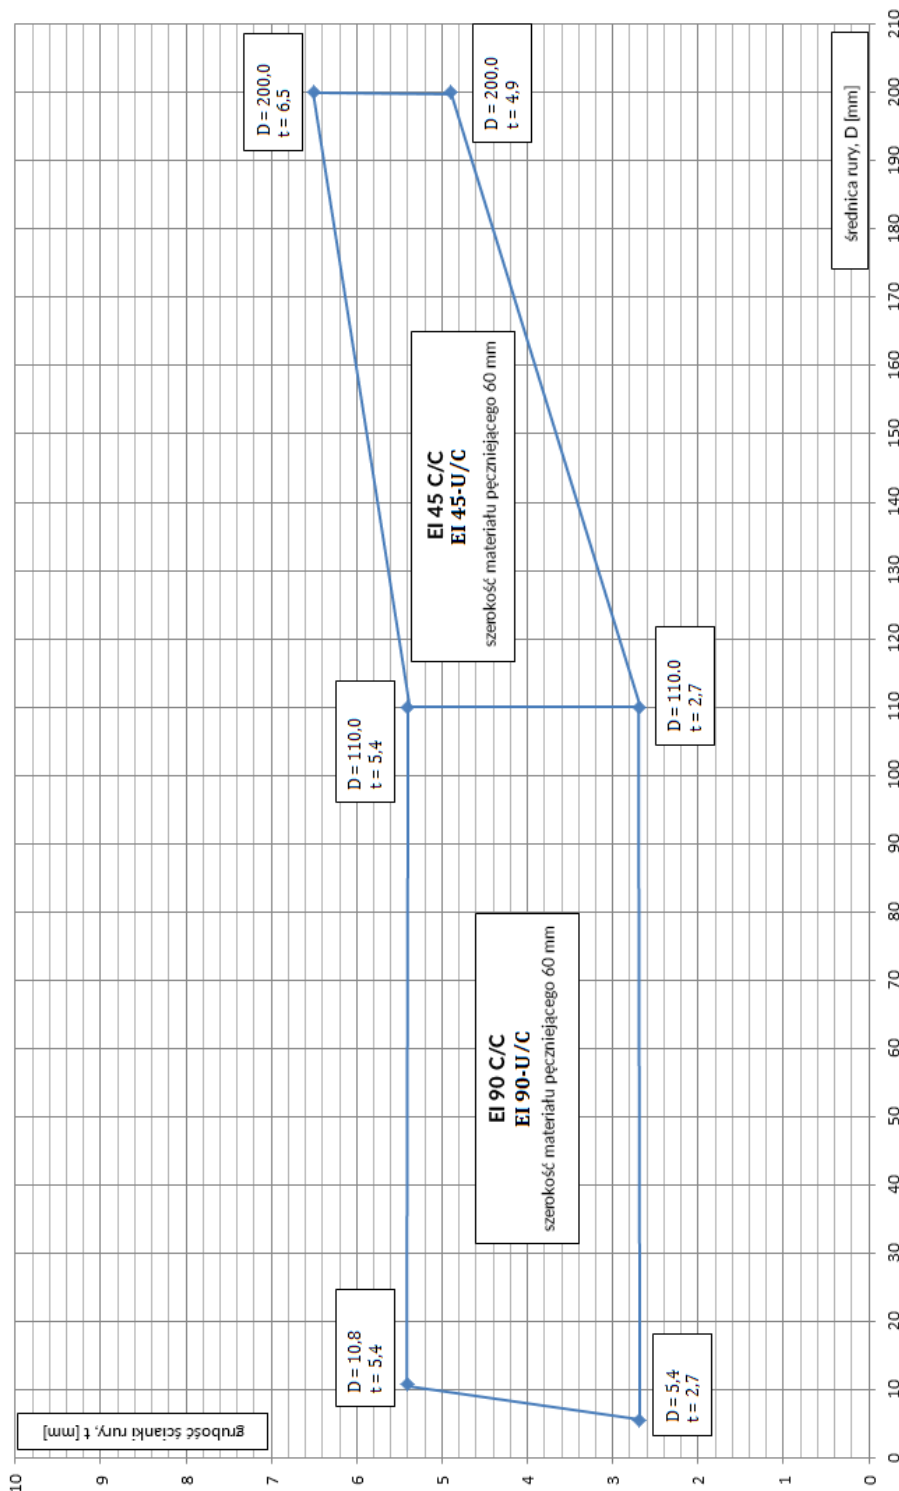 grubość ścianki rury, t [mm]
10
9
8
7
6
5
4
3
2
1
0
D = 10,8
t = 5,4
D = 5,4
t = 2,7
EI 90 C/C
EI 90-U/C
szerokość materiału pęczniejącego 60 mm
D = 110,0
t = 5,4
D = 110.0
t = 2,7
EI 45 C/C
EI 45-U/C
szerokość materiału pęczniejącego 60 mm
D = 200,0
t = 6,5
D = 200,0
t = 4,9
średnica rury, D [mm]
0
10
20
30
40
50
60
70
80
90
100
110
120
130
140
150
160
170
180
190
200
210